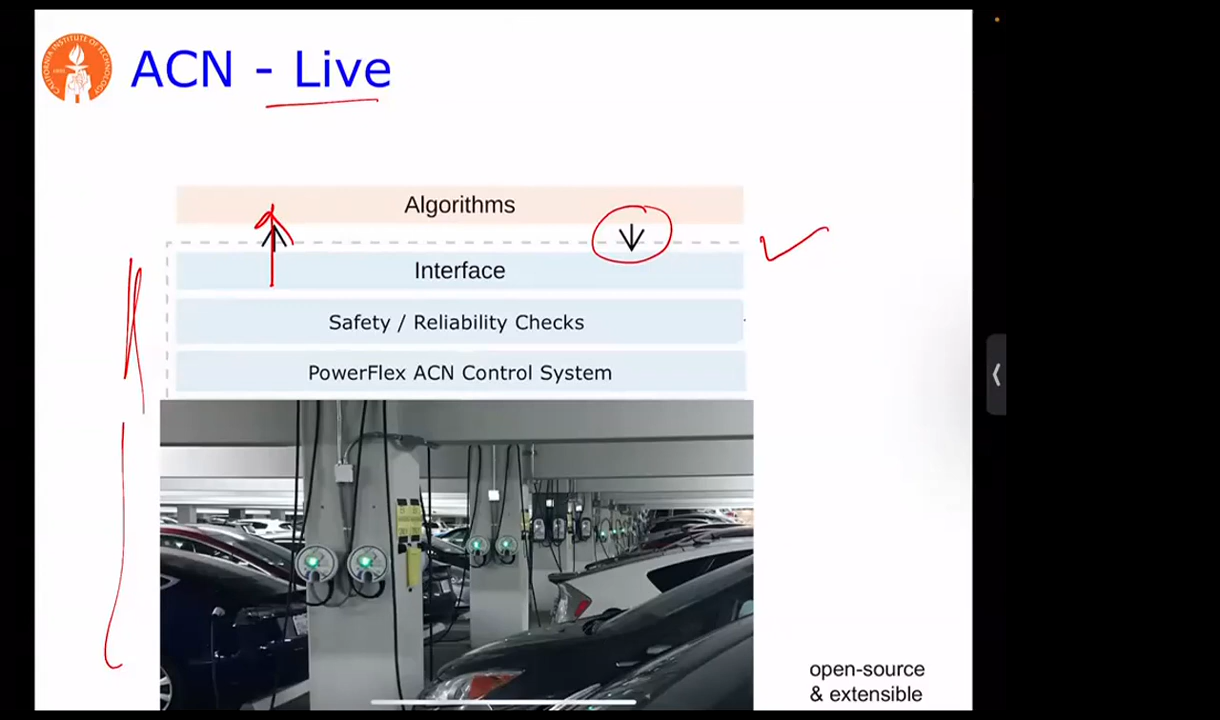 ACN - Live
Algorithms
Interface
Safety / Reliability Checks
PowerFlex ACN Control System
open-source
& extensible